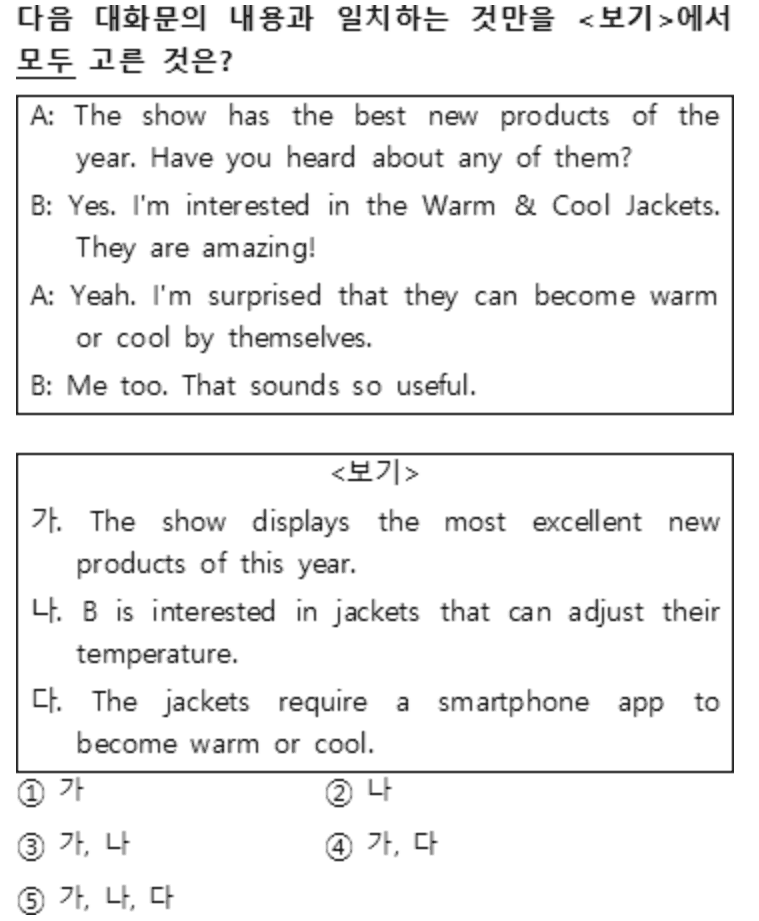 다음 대화문의 내용과 일치하는 것만을 <보기>에서
모두 고른 것은?
A: The show has the best new products of the
year. Have you heard about any of them?
B: Yes. I'm interested in the Warm & Cool Jackets.
They are amazing!
A: Yeah. I'm surprised that they can become warm
or cool by themselves.
B: Me too. That sounds so useful.
<보기>
가. The show displays the most excellent new
products of this year.
나. B is interested in jackets that can adjust their
temperature.
다. The jackets require a smartphone app to
become warm or cool.
① 가 ② 나
③ 가, 나 ④ 가, 다
⑤ 가, 나, 다